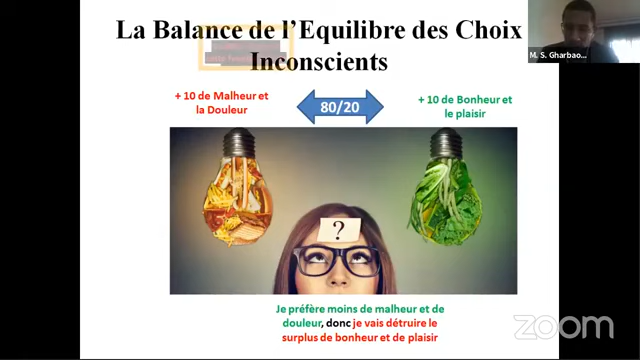 La Balance de l'Equilibre des Choix
Inconscients
+ 10 de Malheur et
la Douleur
80/20
+ 10 de Bonheur et
le plaisir
?
Je préfère moins de malheur et de
douleur, donc je vais détruire le
surplus de bonheur et de plaisir
M. S. Gharbao...
zoom